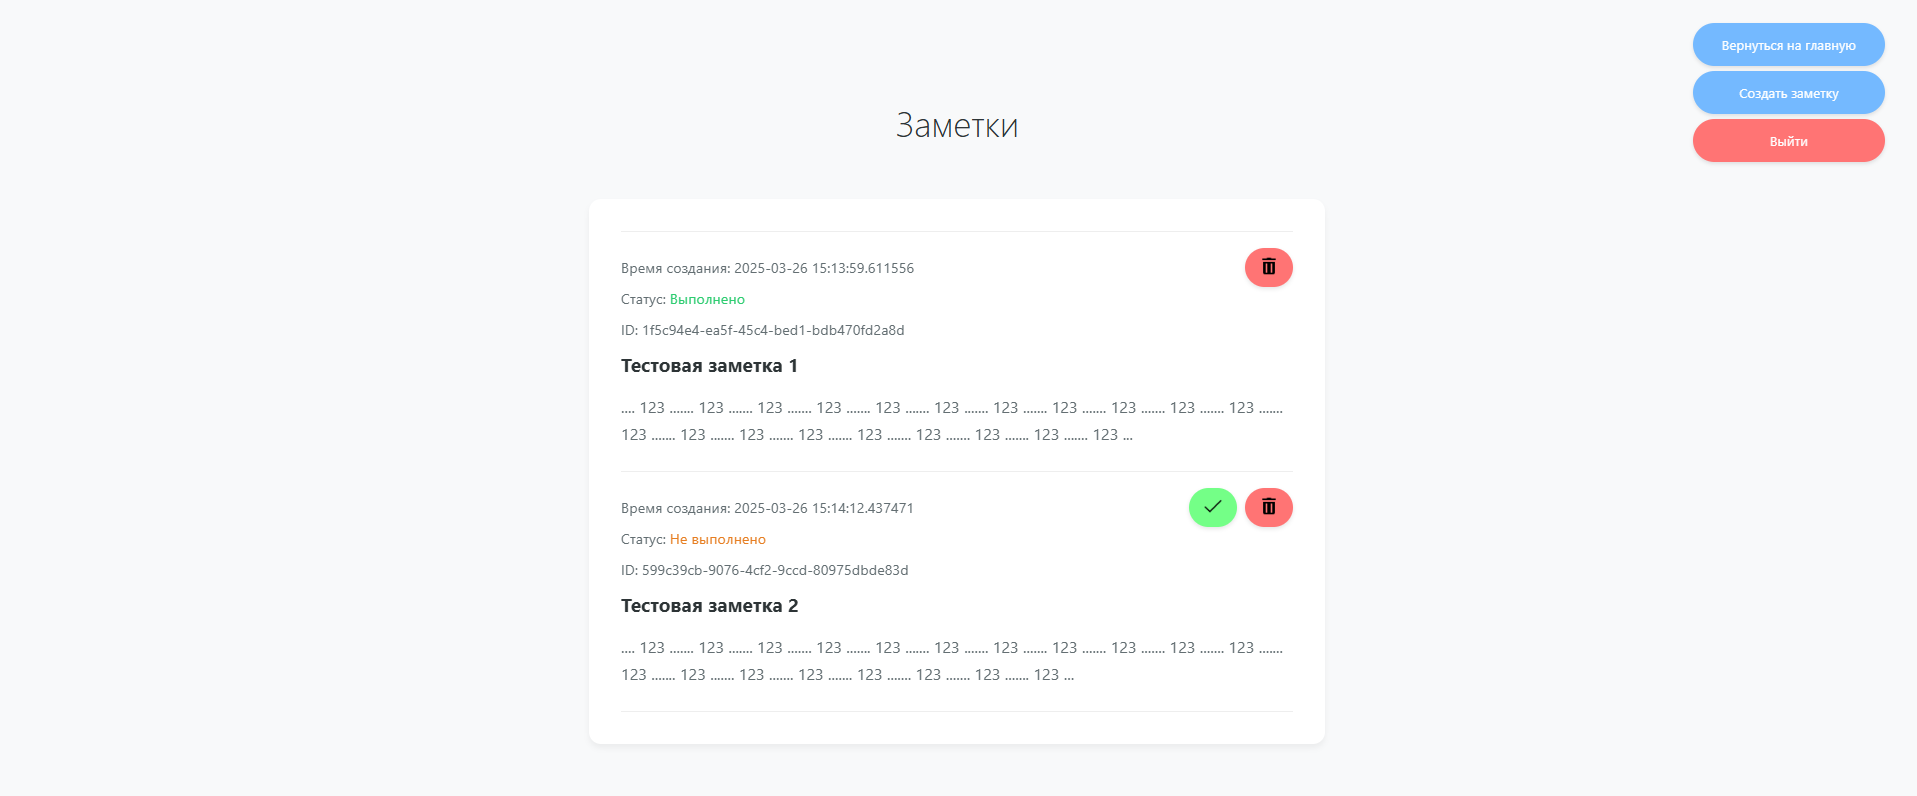 Вернуться на главную
Создать заметку
Выйти
Заметки
Время создания: 2025-03-26 15:13:59.611556
Статус: Выполнено
ID: 1f5c94e4-ea5f-45c4-bed1-bdb470fd2a8d
Тестовая заметка 1
.... 123 ....... 123 ....... 123 ....... 123 ....... 123 ....... 123 ....... 123 ....... 123 ....... 123 ....... 123 ....... 123 .......
123 ....... 123 ....... 123 ....... 123 ....... 123 ....... 123 ....... 123 ....... 123 ....... 123 ...
Время создания: 2025-03-26 15:14:12.437471
Статус: Не выполнено
ID: 599c39cb-9076-4cf2-9ccd-80975dbde83d
Тестовая заметка 2
.... 123 ....... 123 ....... 123 ....... 123 ....... 123 ....... 123 ....... 123 ....... 123 ....... 123 ....... 123 ....... 123 .......
123 ....... 123 ....... 123 ....... 123 ....... 123 ....... 123 ....... 123 ....... 123 ...